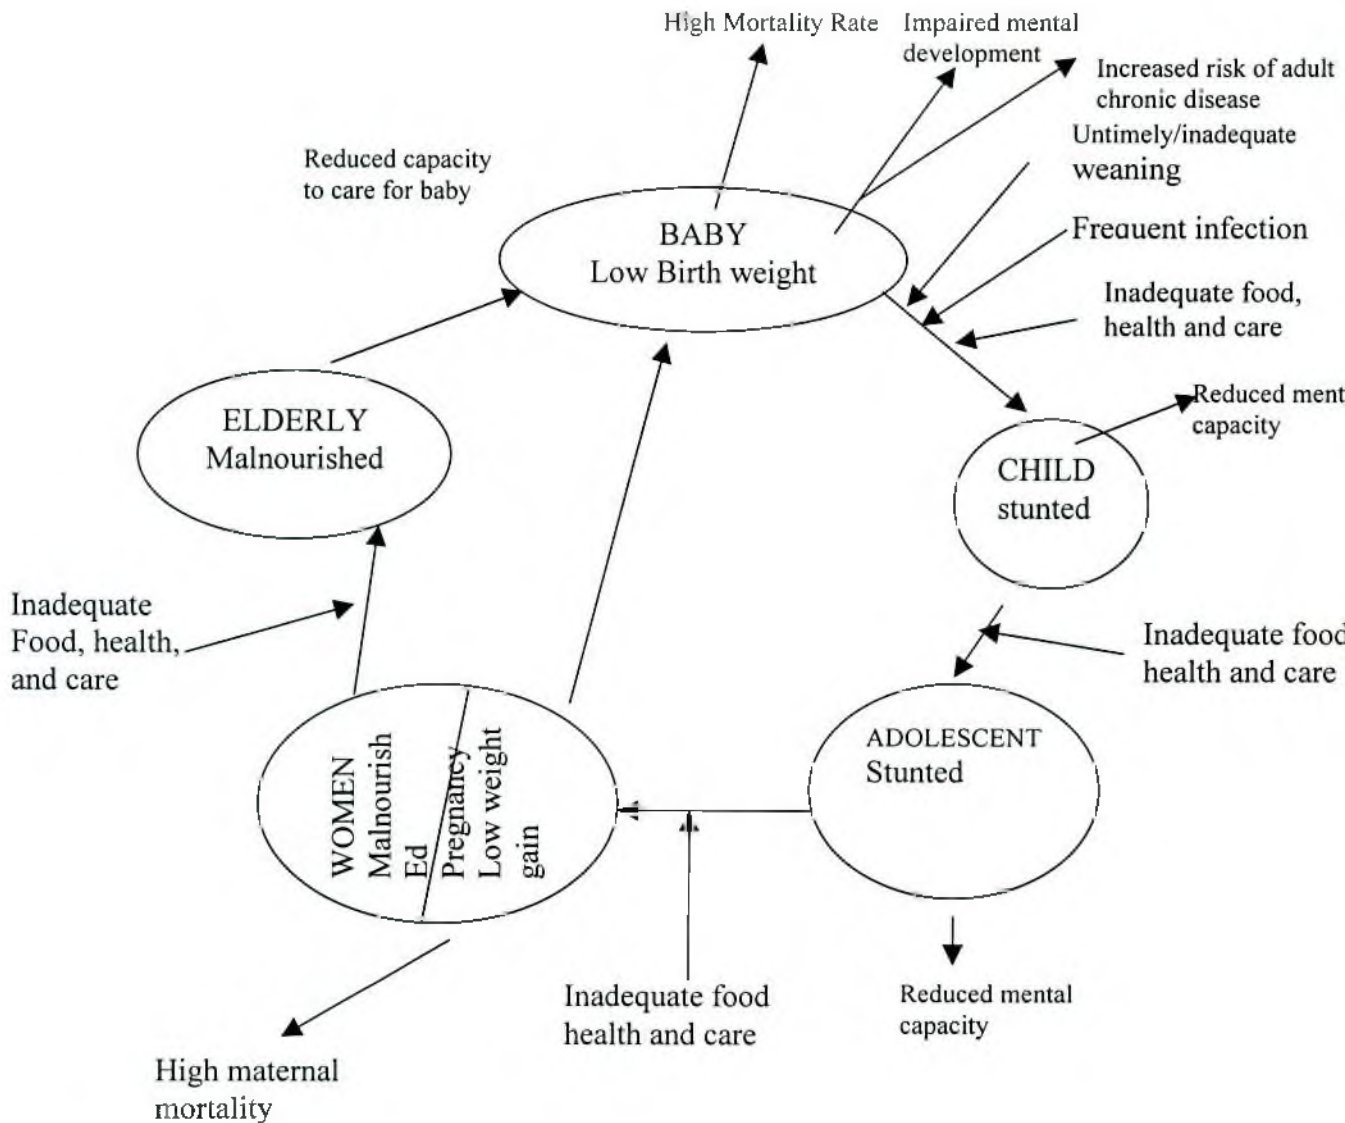 High Mortality Rate
Impaired mental
development
Increased risk of adult
chronic disease
Untimely/inadequate
weaning
Reduced capacity
to care for baby
BABY
Low Birth weight
Frequent infection
Inadequate food,
health and care
Reduced ment
capacity
ELDERLY
Malnourished
CHILD
stunted
Inadequate
Food, health,
and care
Inadequate food
health and care
WOMEN
Malnourish
Ed
Pregnancy
Low weight
gain
ADOLESCENT
Stunted
Inadequate food
health and care
Reduced mental
capacity
High maternal
mortality